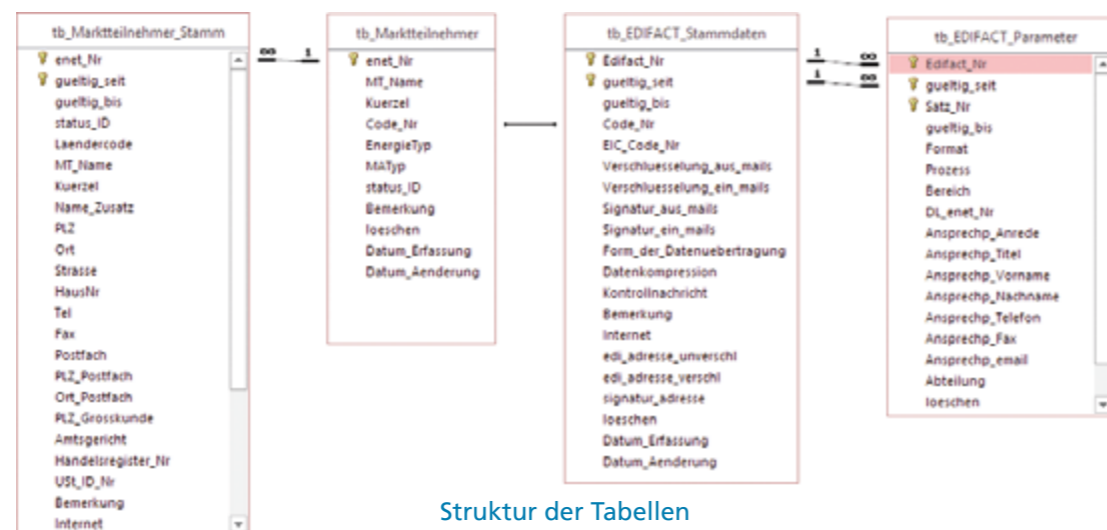 tb_Marktteilnehmer_Stamm
enet_Nr
gueltig_seit
gueltig_bis
status_ID
Laendercode
MT_Name
Kuerzel
Name_Zusatz
PLZ
Ort
Strasse
HausNr
Tel
Fax
Postfach
PLZ_Postfach
Ort_Postfach
PLZ_Grosskunde
Amtsgericht
Handelsregister_Nr
USt_ID_Nr
Bemerkung
Internet
∞ 1
tb_Marktteilnehmer
enet_Nr
MT_Name
Kuerzel
Code_Nr
EnergieTyp
MATyp
status_ID
Bemerkung
loeschen
Datum_Erfassung
Datum_Aenderung
tb_EDIFACT_Stammdaten
Edifact_Nr
gueltig_seit
gueltig_bis
Code_Nr
EIC_Code_Nr
Verschluesselung_aus_mails
Verschluesselung_ein_mails
Signatur_aus_mails
Signatur_ein_mails
Form_der_Datenuebertragung
Datenkompression
Kontrollnachricht
Bemerkung
Internet
edi_adresse_unverschl
edi_adresse_verschl
signatur_adresse
loeschen
Datum_Erfassung
Datum_Aenderung
1 ∞
1 ∞
tb_EDIFACT_Parameter
Edifact_Nr
gueltig_seit
Satz_Nr
gueltig_bis
Format
Prozess
Bereich
DL_enet_Nr
Ansprechp_Anrede
Ansprechp_Titel
Ansprechp_Vorname
Ansprechp_Nachname
Ansprechp_Telefon
Ansprechp_Fax
Ansprechp_email
Abteilung
loeschen
Struktur der Tabellen